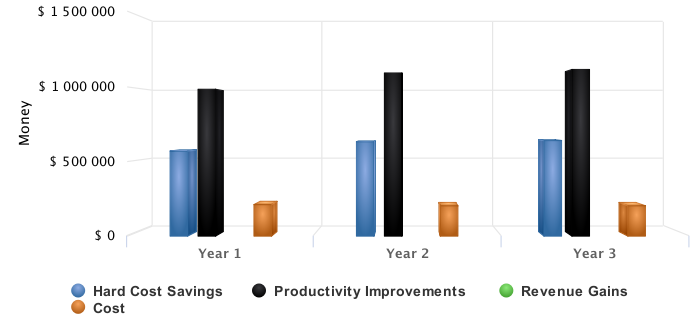 $ 1 500 000
$ 1 000 000
Money
$ 500 000
$ 0
Year 1 Year 2 Year 3
Hard Cost Savings Productivity Improvements Revenue Gains
Cost